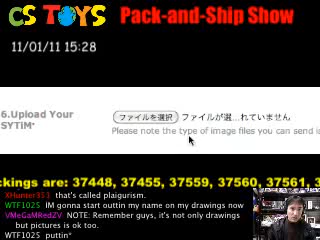 CS TOYS Pack-and-Ship Show
11/01/11 15:28
6.Upload Your
SYTiM*
ファイルを選択 ファイルが選...れていません
Please note the type of image files you can send is
ckings are: 37448, 37455, 37559, 37560, 37561, 3
XHunter313 that's called plaigurism.
WTF1025 IM gonna start outtin my name on my drawings now
VMeGaMRedZV NOTE: Remember guys, it's not only drawings
but pictures is ok too.
WTF1025 puttin*